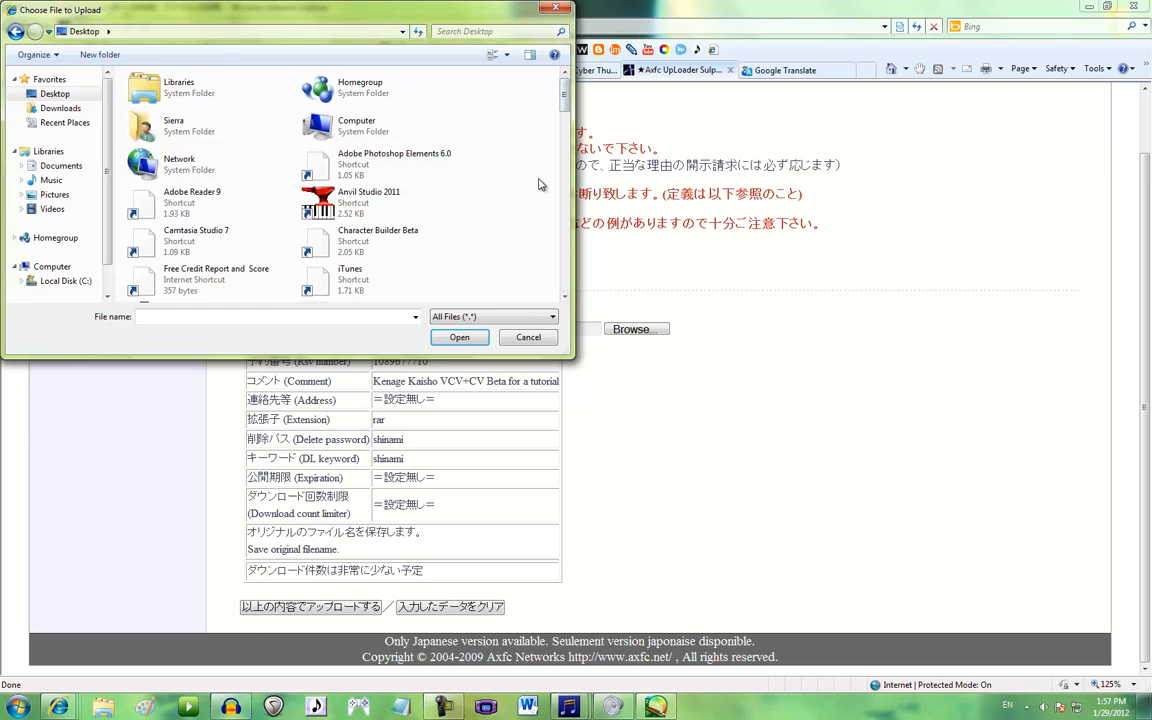 Choose File to Upload
Desktop
Search Desktop
Bing
Organize
New folder
Cyber Thu...
★Axfc UpLoader Sulp...
Google Translate
Page
Safety
Tools
Favorites
Desktop
Downloads
Recent Places
Libraries
Documents
Music
Pictures
Videos
Homegroup
Computer
Local Disk (C:)
Libraries
System Folder
Homegroup
System Folder
Sierra
System Folder
Computer
System Folder
Network
System Folder
Adobe Photoshop Elements 6.0
Shortcut
1.05 KB
Adobe Reader 9
Shortcut
1.93 KB
Anvil Studio 2011
Shortcut
2.52 KB
Camtasia Studio 7
Shortcut
1.09 KB
Character Builder Beta
Shortcut
2.05 KB
Free Credit Report and Score
Internet Shortcut
357 bytes
iTunes
Shortcut
1.71 KB
File name:
All Files (*.*)
Open
Cancel
す。
ないで下さい。
ので、正当な理由の開示請求には必ず応じます)
断り致します。(定義は以下参照のこと)
どの例がありますので十分ご注意下さい。
Browse...
コメント (Comment) Kenage Kaisho VCV+CV Beta for a tutorial
連絡先等 (Address) =設定無し=
拡張子 (Extension) rar
削除パス (Delete password) shinami
キーワード (DL keyword) shinami
公開期限 (Expiration) =設定無し=
ダウンロード回数制限
(Download count limiter) =設定無し=
オリジナルのファイル名を保存します。
Save original filename.
ダウンロード件数は非常に少ない予定
以上の内容でアップロードする／入力したデータをクリア
Only Japanese version available. Seulement version japonaise disponible.
Copyright © 2004-2009 Axfc Networks http://www.axfc.net/ , All rights reserved.
Done
Internet | Protected Mode: On
125%
EN
1:57 PM
1/29/2012